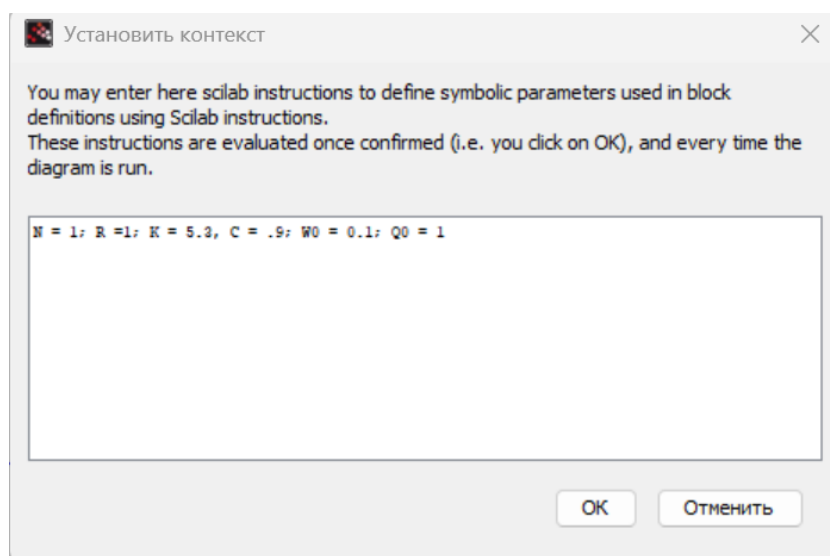 Установить контекст
You may enter here scilab instructions to define symbolic parameters used in block
definitions using Scilab instructions.
These instructions are evaluated once confirmed (i.e. you click on OK), and every time the
diagram is run.
N = 1; R =1; K = 5.3, C = .9; W0 = 0.1; Q0 = 1
OK
Отменить